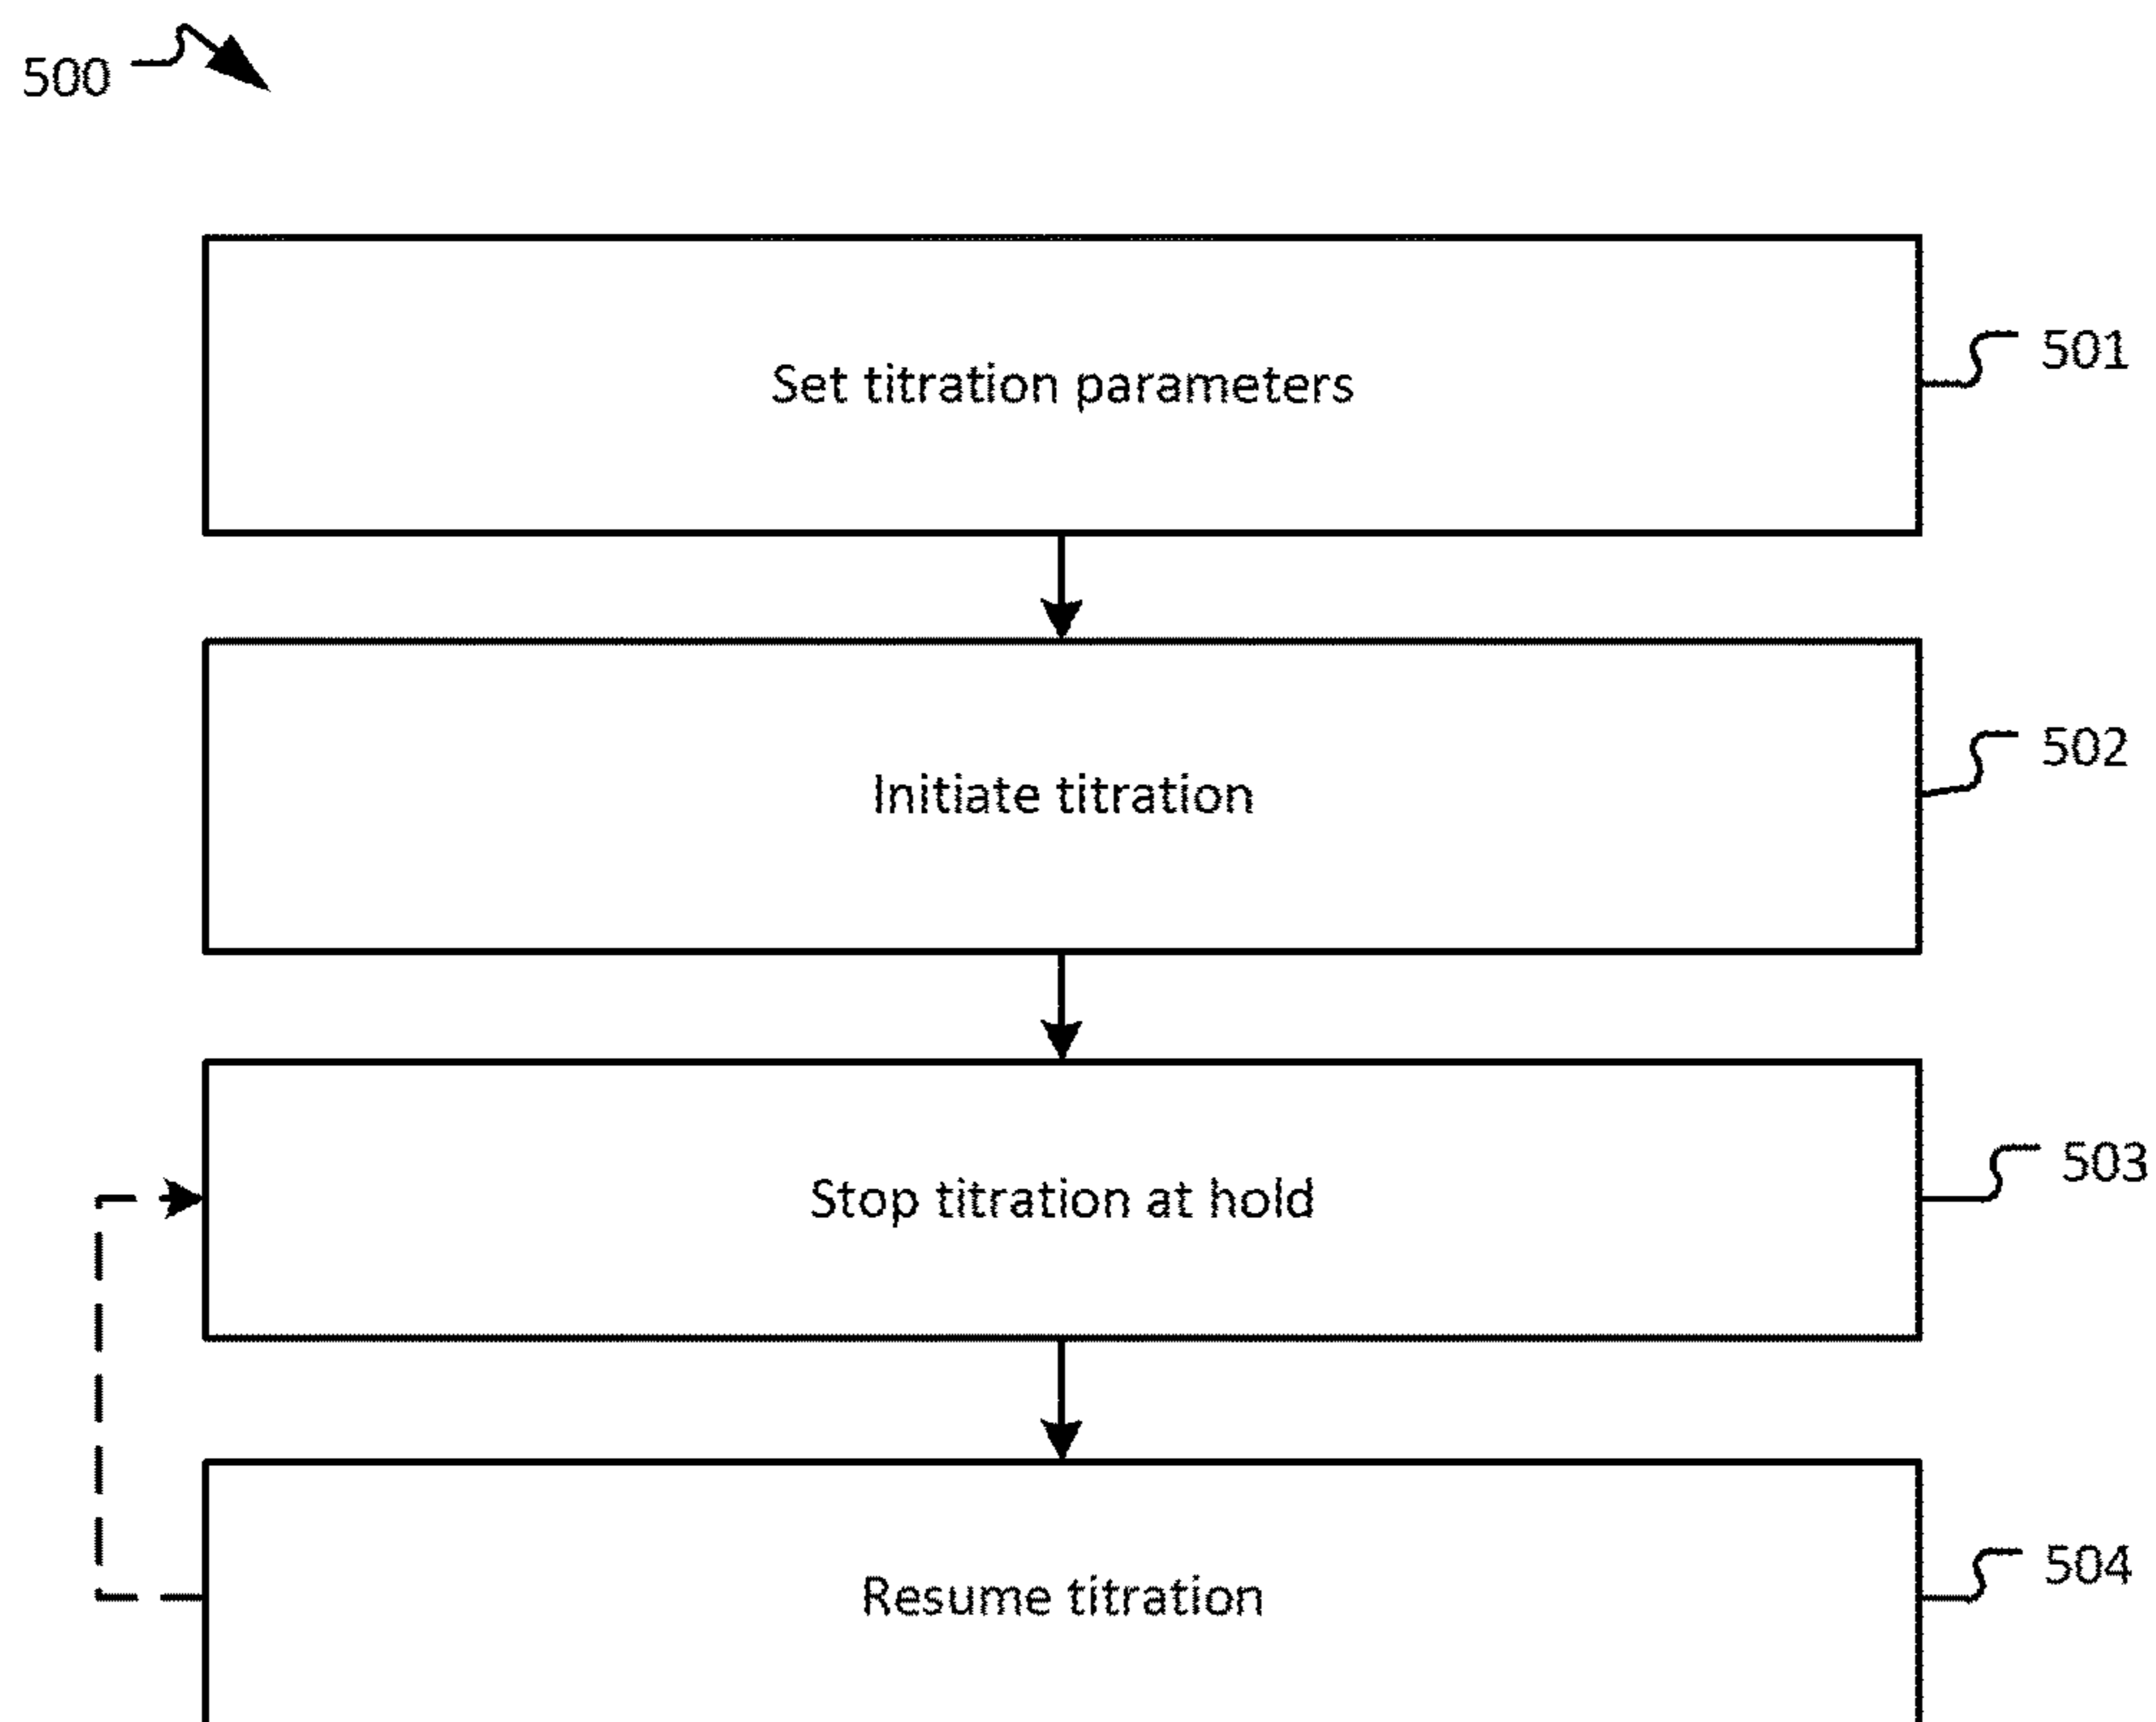 500
Set titration parameters
501
Initiate titration
502
Stop titration at hold
503
Resume titration
504